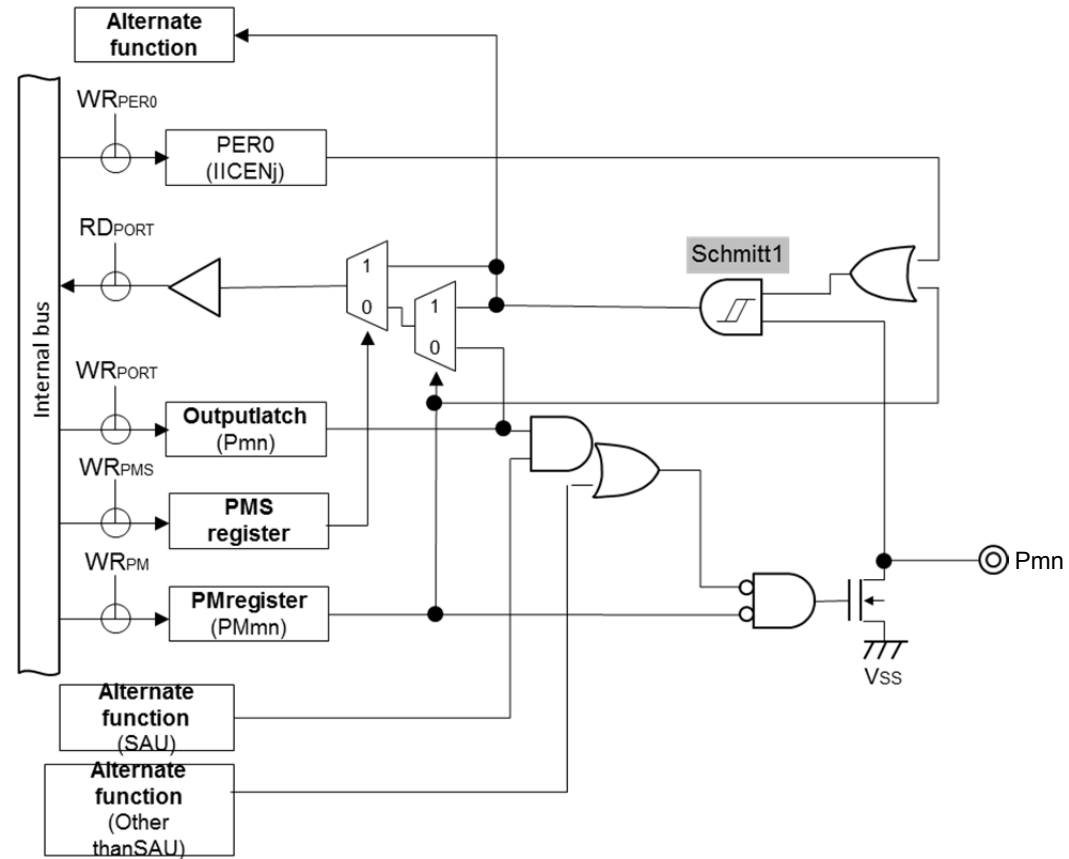 Alternate
function
WRPER0
PER0
(IICENj)
RDPORT
Schmitt1
1
0
1
0
Internal bus
WRPORT
Outputlatch
(Pmn)
WRPMS
PMS
register
WRPM
PMregister
(PMmn)
Pmn
VSS
Alternate
function
(SAU)
Alternate
function
(Other
thanSAU)